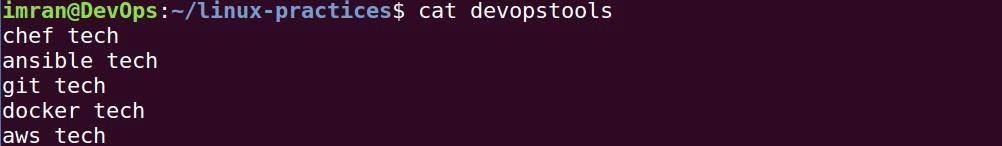 imran@DevOps:~/linux-practices$ cat devopstools
chef tech
ansible tech
git tech
docker tech
aws tech